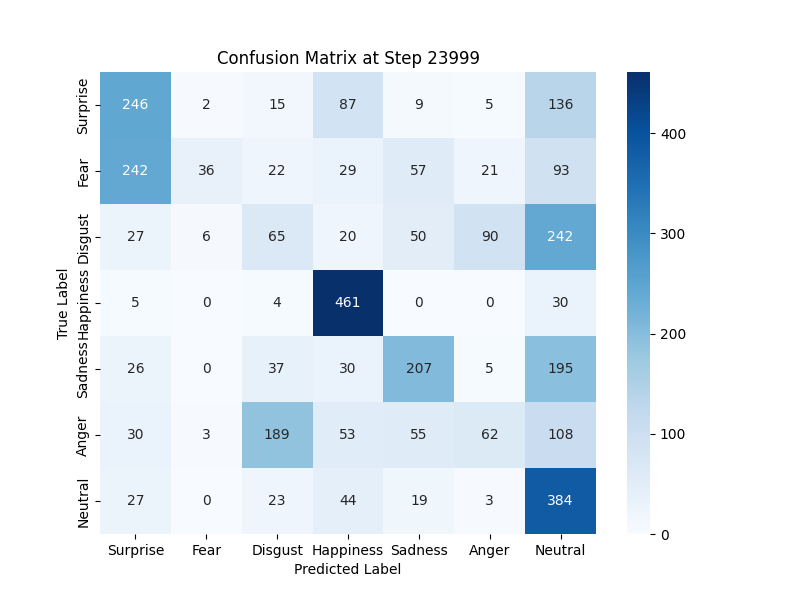 Confusion Matrix at Step 23999
Surprise 246 2 15 87 9 5 136
Fear 242 36 22 29 57 21 93
Disgust 27 6 65 20 50 90 242
Happiness 5 0 4 461 0 0 30
Sadness 26 0 37 30 207 5 195
Anger 30 3 189 53 55 62 108
Neutral 27 0 23 44 19 3 384
Surprise Fear Disgust Happiness Sadness Anger Neutral
Predicted Label
True Label
400
300
200
100
0